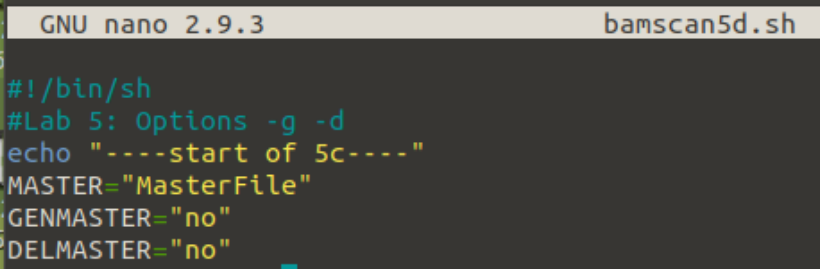 GNU nano 2.9.3 bamscan5d.sh
#!/bin/sh
#Lab 5: Options -g -d
echo "----start of 5c----"
MASTER="MasterFile"
GENMASTER="no"
DELMASTER="no"